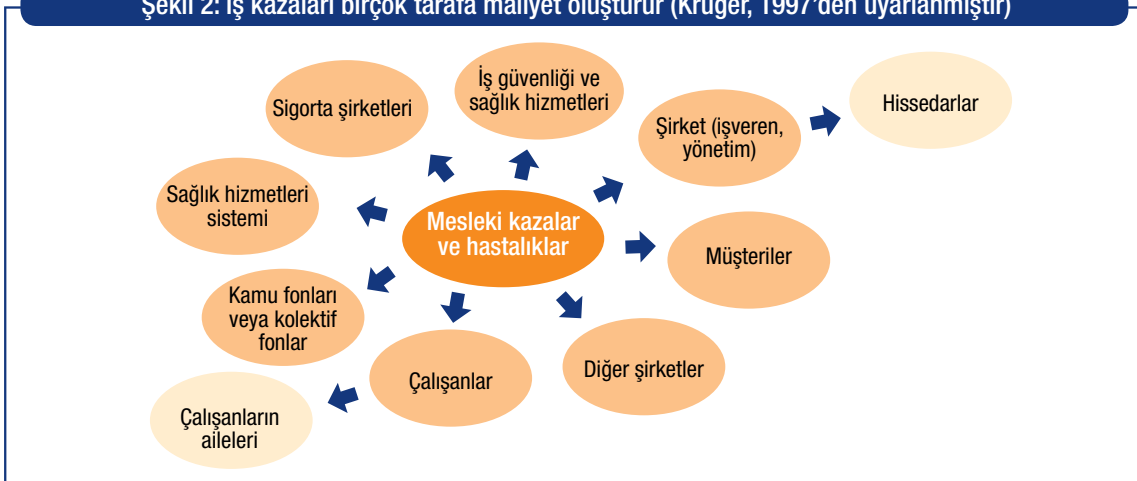 Şekil 2: İş kazaları birçok tarafa maliyet oluşturur (Krüger, 1997'den uyarlanmıştır)
İş güvenliği ve
sağlık hizmetleri
Sigorta şirketleri
Hissedarlar
Şirket (işveren,
yönetim)
Sağlık hizmetleri
sistemi
Mesleki kazalar
ve hastalıklar
Müşteriler
Kamu fonları
veya kolektif
fonlar
Çalışanlar
Diğer şirketler
Çalışanların
aileleri